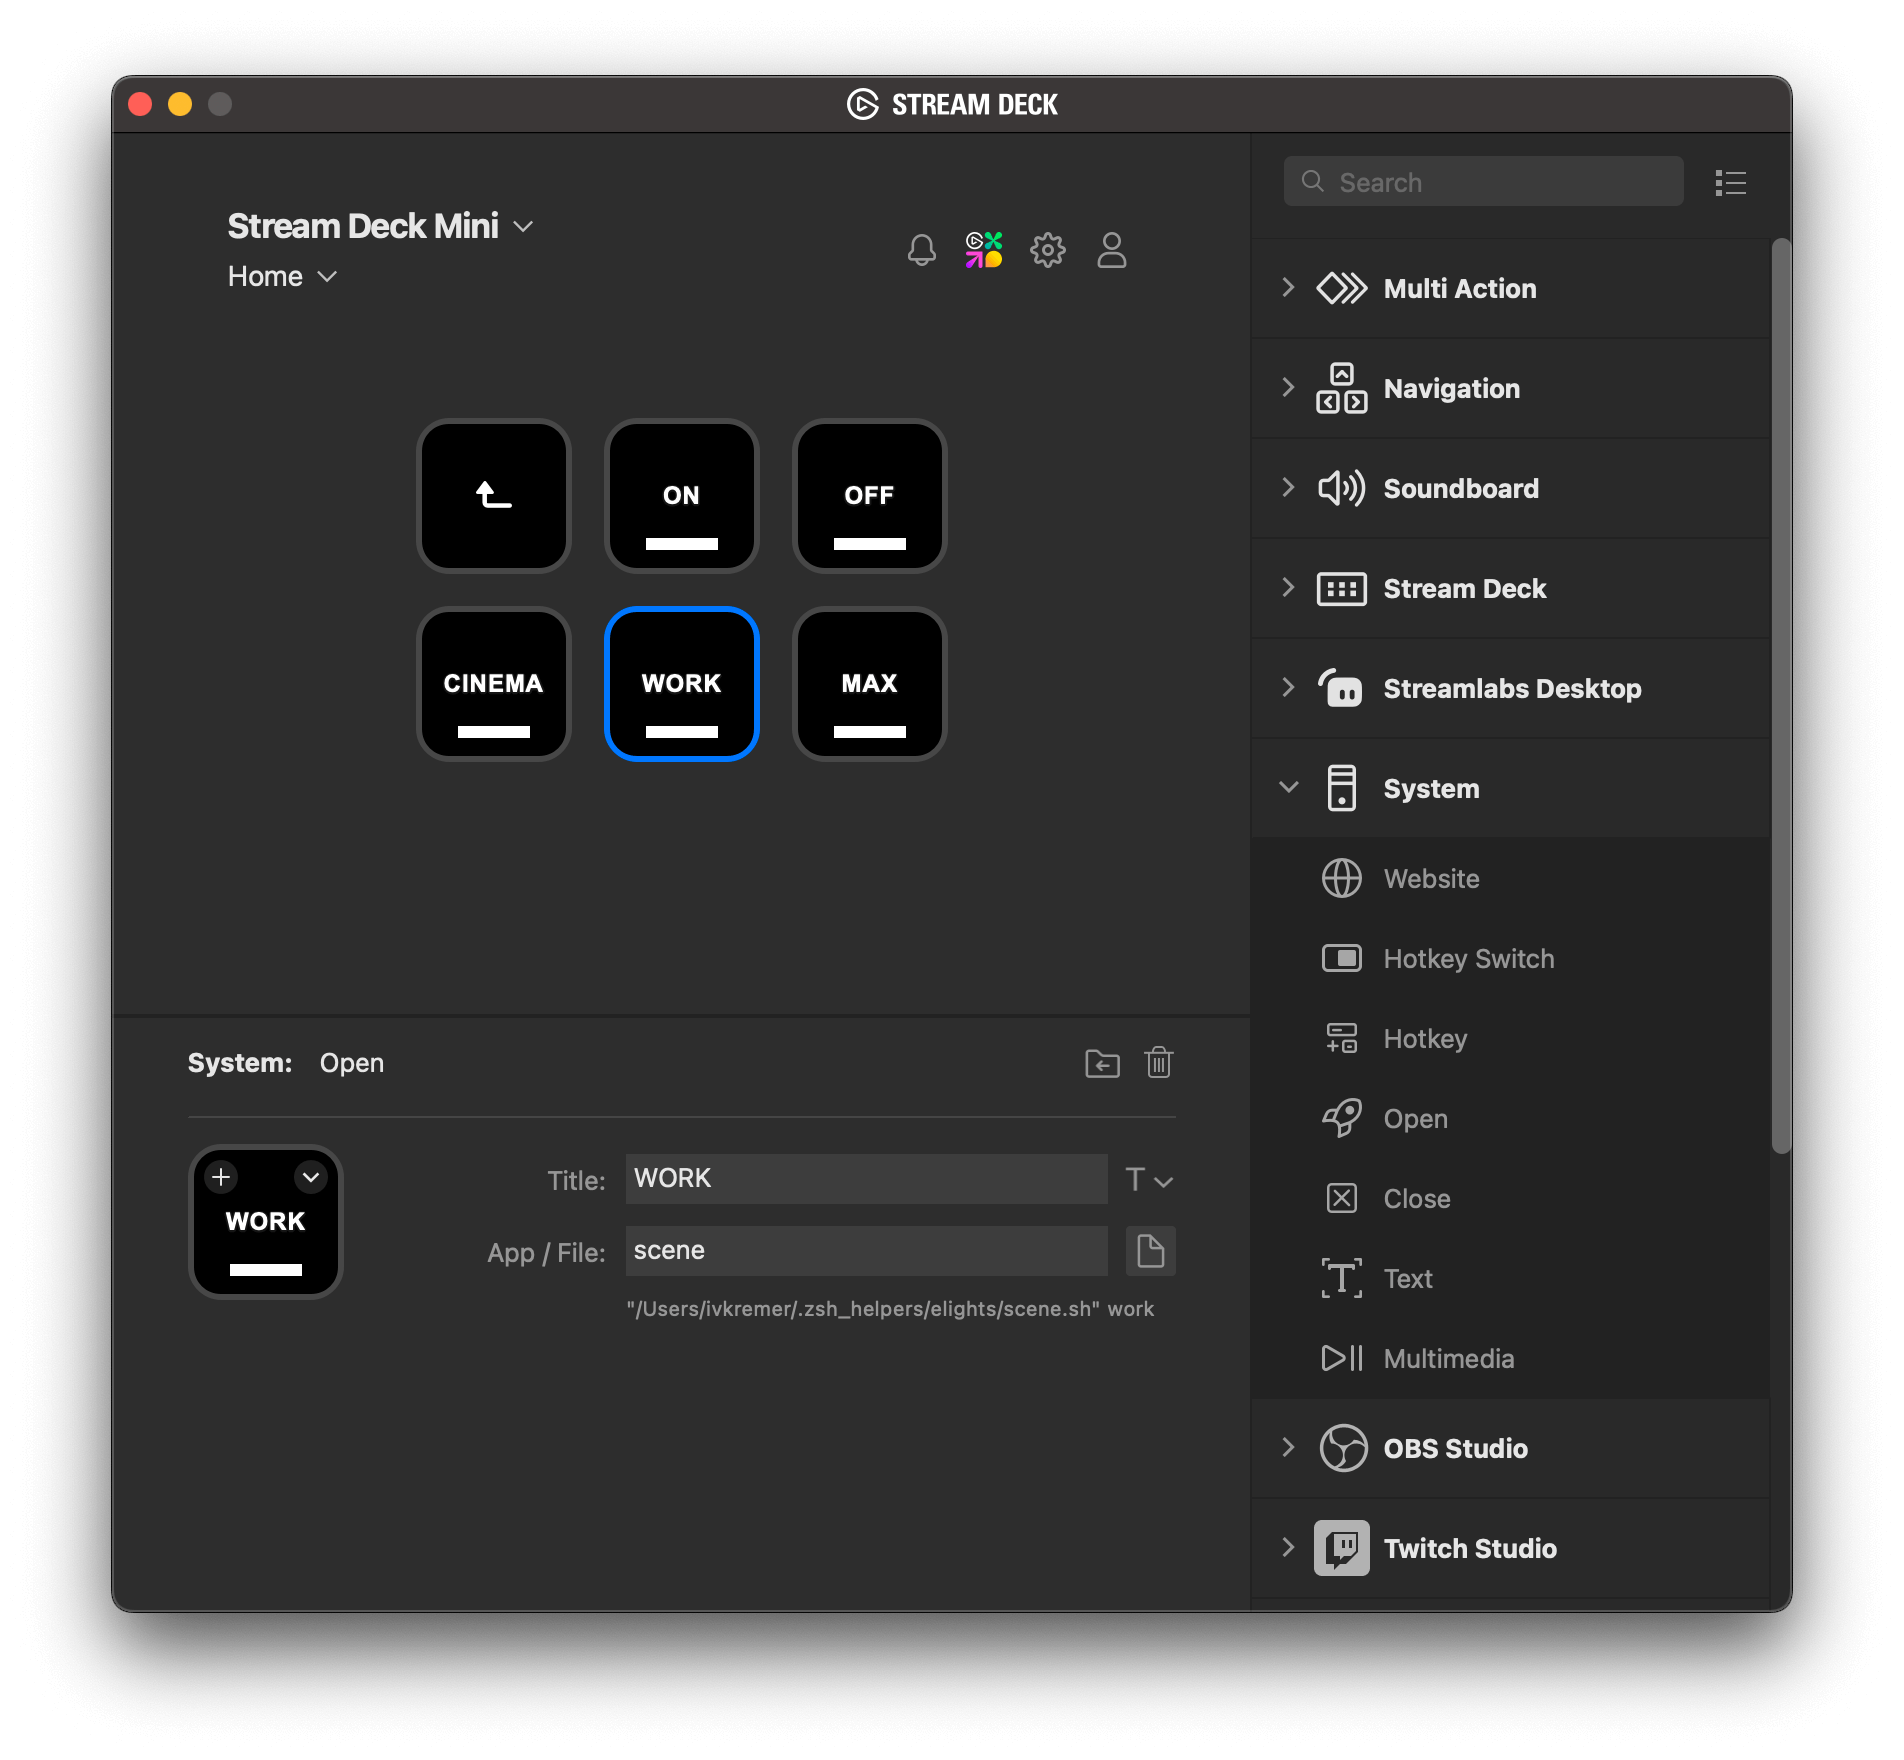 STREAM DECK
Stream Deck Mini
Home
ON
OFF
CINEMA
WORK
MAX
System: Open
WORK
Title: WORK
T
App / File: scene
"/Users/ivkremer/.zsh_helpers/elights/scene.sh" work
Search
Multi Action
Navigation
Soundboard
Stream Deck
Streamlabs Desktop
System
Website
Hotkey Switch
Hotkey
Open
Close
Text
Multimedia
OBS Studio
Twitch Studio